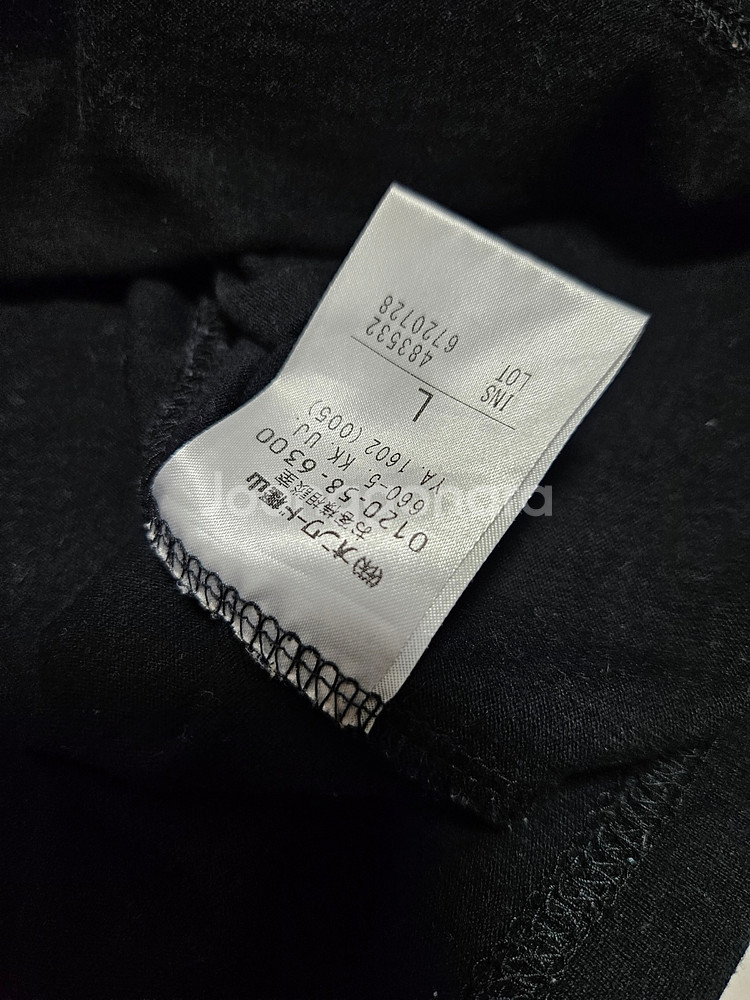 ㈱オンワード樫山
お客様相談室
0120-58-6300
660-5. KK. UJ.
YA. 1602 (005)
L
INS. 483532
LOT. 6720728